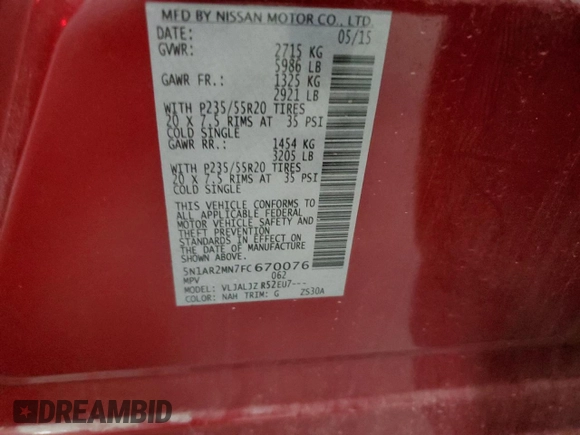 MFD BY NISSAN MOTOR CO., LTD.
DATE: 05/15
GVWR: 2715 KG
5986 LB
GAWR FR.: 1325 KG
2921 LB
WITH P235/55R20 TIRES
20 X 7.5 RIMS AT 35 PSI
COLD SINGLE
GAWR RR.: 1454 KG
3205 LB
WITH P235/55R20 TIRES
20 X 7.5 RIMS AT 35 PSI
COLD SINGLE
THIS VEHICLE CONFORMS TO
ALL APPLICABLE FEDERAL
MOTOR VEHICLE SAFETY AND
THEFT PREVENTION
STANDARDS IN EFFECT ON
THE DATE OF MANUFACTURE
SHOWN ABOVE.
5N1AR2MN7FC670076
MPV 062
MODEL: VLJALJZ R52EU7---
COLOR: NAH TRIM: G ZS30A
DREAMBID